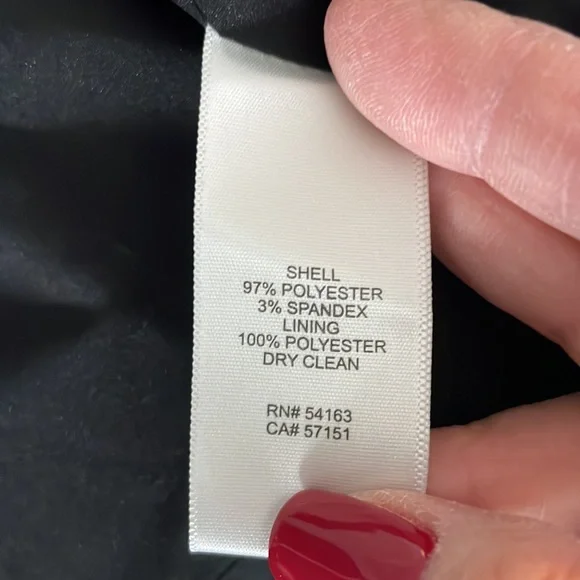 SHELL
97% POLYESTER
3% SPANDEX
LINING
100% POLYESTER
DRY CLEAN
RN# 54163
CA# 57151